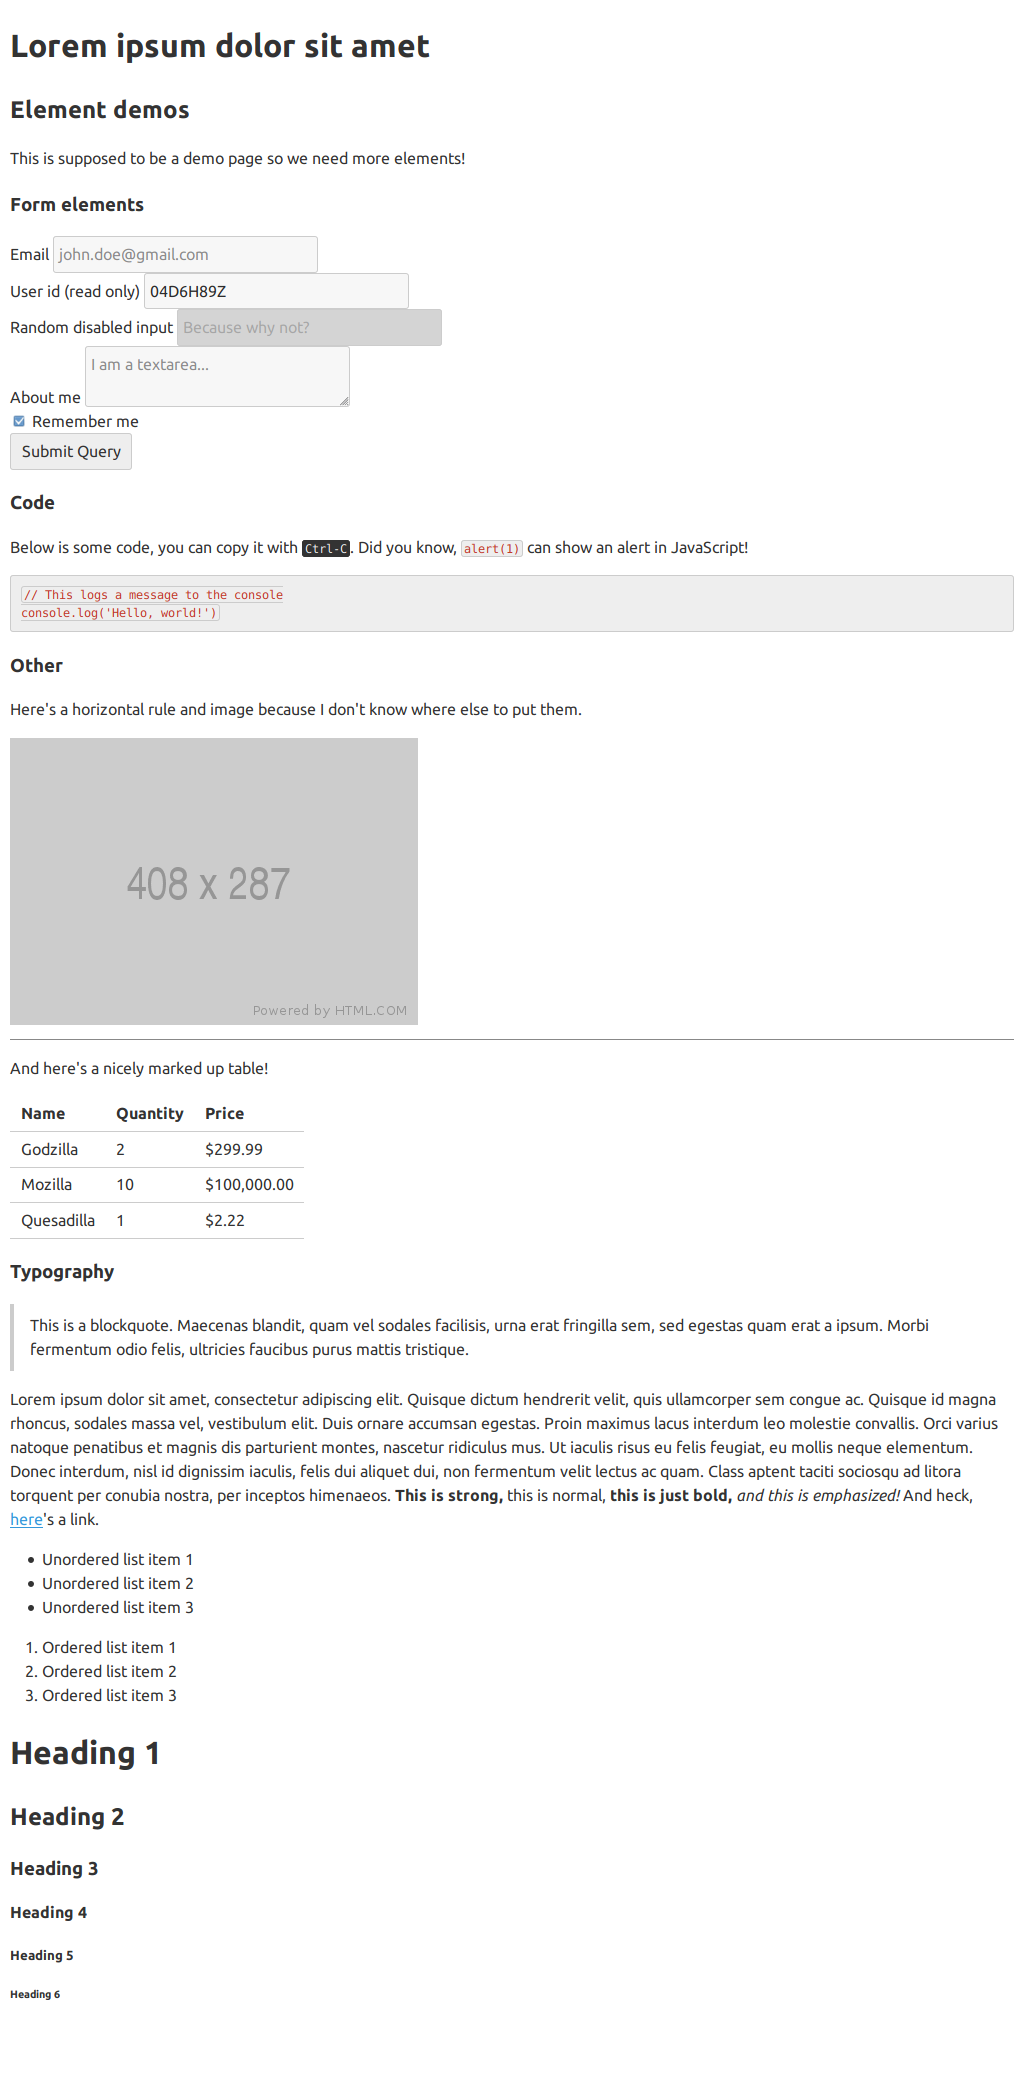 Lorem ipsum dolor sit amet
Element demos
This is supposed to be a demo page so we need more elements!
Form elements
Email john.doe@gmail.com
User id (read only) 04D6H89Z
Random disabled input Because why not?
About me I am a textarea...
Remember me
Submit Query
Code
Below is some code, you can copy it with Ctrl-C. Did you know, alert(1) can show an alert in JavaScript!
// This logs a message to the console
console.log('Hello, world!')
Other
Here's a horizontal rule and image because I don't know where else to put them.
408 x 287
Powered by HTML.COM
And here's a nicely marked up table!
Name Quantity Price
Godzilla 2 $299.99
Mozilla 10 $100,000.00
Quesadilla 1 $2.22
Typography
This is a blockquote. Maecenas blandit, quam vel sodales facilisis, urna erat fringilla sem, sed egestas quam erat a ipsum. Morbi
fermentum odio felis, ultricies faucibus purus mattis tristique.
Lorem ipsum dolor sit amet, consectetur adipiscing elit. Quisque dictum hendrerit velit, quis ullamcorper sem congue ac. Quisque id magna
rhoncus, sodales massa vel, vestibulum elit. Duis ornare accumsan egestas. Proin maximus lacus interdum leo molestie convallis. Orci varius
natoque penatibus et magnis dis parturient montes, nascetur ridiculus mus. Ut iaculis risus eu felis feugiat, eu mollis neque elementum.
Donec interdum, nisl id dignissim iaculis, felis dui aliquet dui, non fermentum velit lectus ac quam. Class aptent taciti sociosqu ad litora
torquent per conubia nostra, per inceptos himenaeos. This is strong, this is normal, this is just bold, and this is emphasized! And heck,
here's a link.
• Unordered list item 1
• Unordered list item 2
• Unordered list item 3
1. Ordered list item 1
2. Ordered list item 2
3. Ordered list item 3
Heading 1
Heading 2
Heading 3
Heading 4
Heading 5
Heading 6